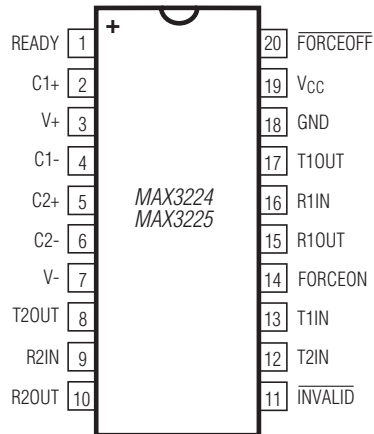 +
READY 1
C1+ 2
V+ 3
C1- 4
C2+ 5
C2- 6
V- 7
T2OUT 8
R2IN 9
R2OUT 10
MAX3224
MAX3225
20 FORCEOFF
19 VCC
18 GND
17 T1OUT
16 R1IN
15 R1OUT
14 FORCEON
13 T1IN
12 T2IN
11 INVALID